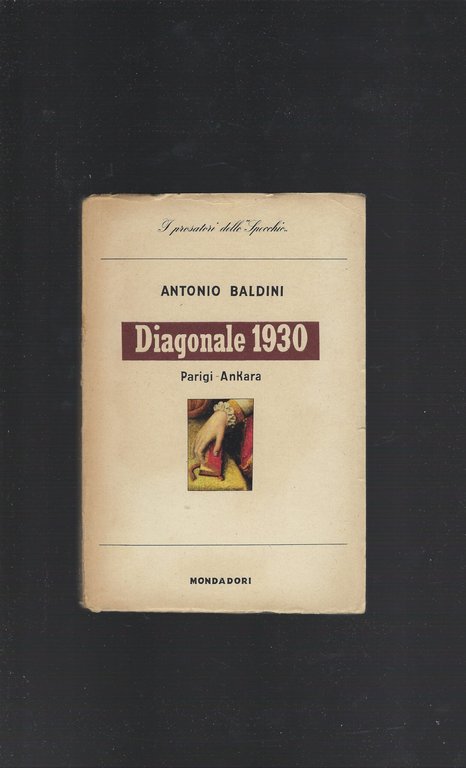 I prosatori dello "Specchio"
ANTONIO BALDINI
Diagonale 1930
Parigi - Ankara
MONDADORI